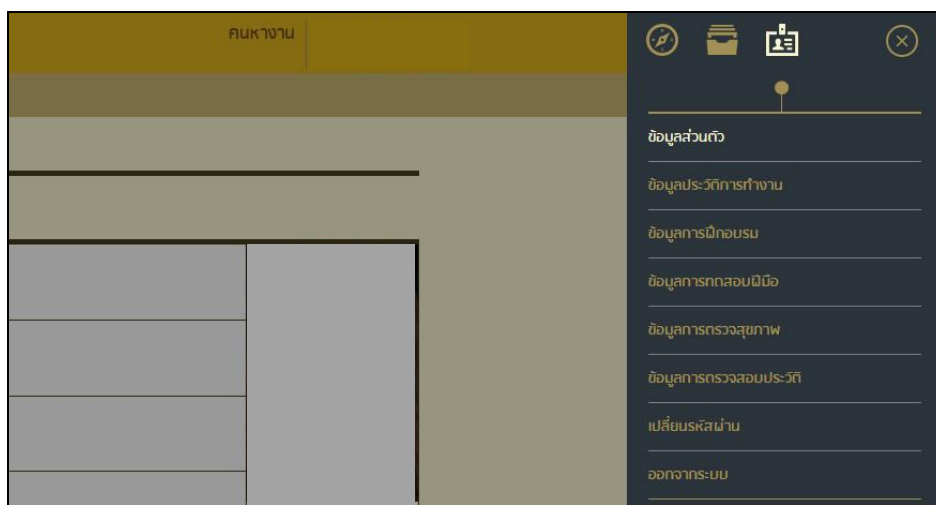 ค้นหางาน
ข้อมูลส่วนตัว
ข้อมูลประวัติการทำงาน
ข้อมูลการฝึกอบรม
ข้อมูลการทดสอบฝีมือ
ข้อมูลการตรวจสุขภาพ
ข้อมูลการตรวจสอบประวัติ
เปลี่ยนรหัสผ่าน
ออกจากระบบ